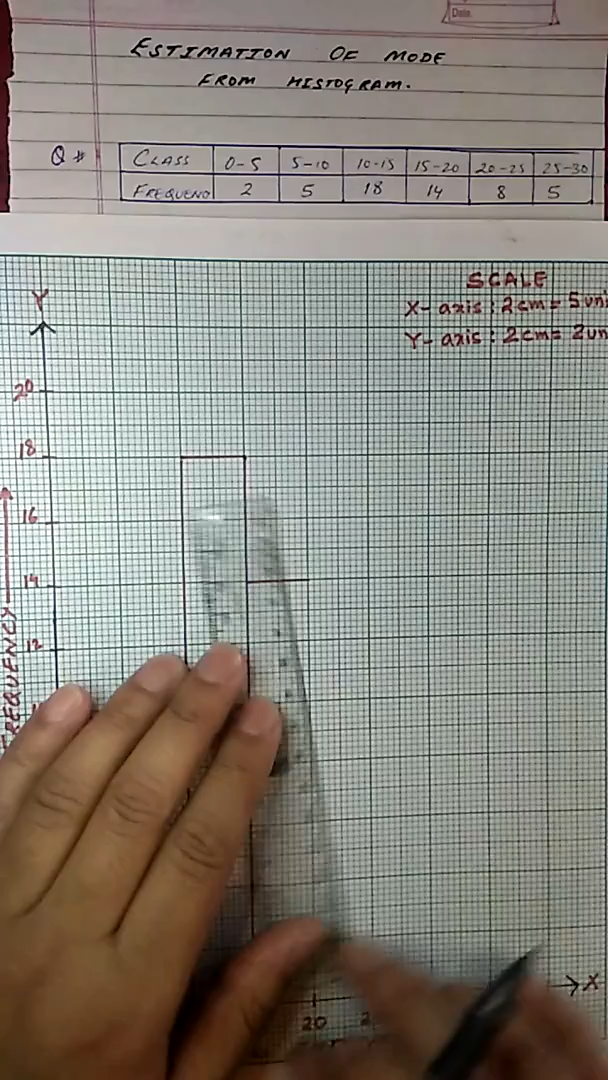 Date
ESTIMATION OF MODE
FROM HISTOGRAM.
Q #
CLASS 0-5 5-10 10-15 15-20 20-25 25-30
FREQUENC 2 5 18 14 8 5
SCALE
X-axis : 2cm = 5uni
Y-axis : 2cm = 2un
Y
20
18
16
14
12
FREQUENCY
X
20